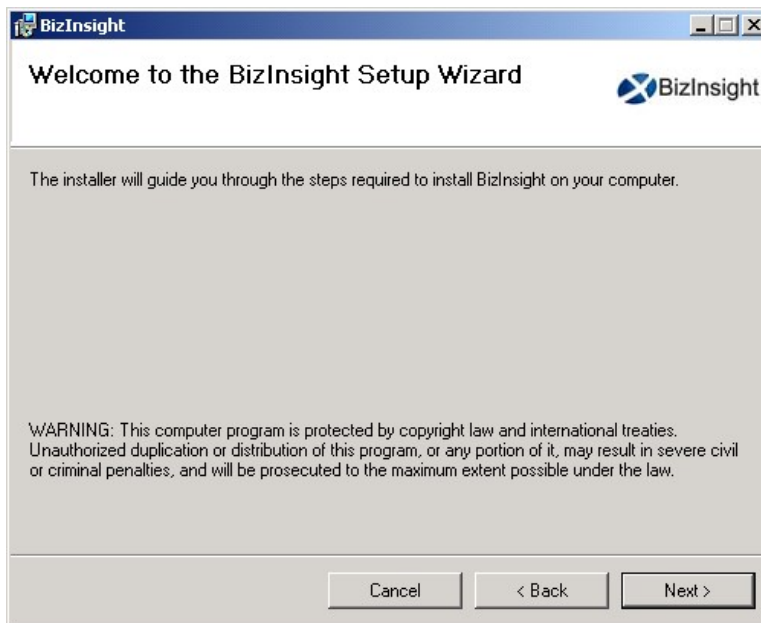 BizInsight
Welcome to the BizInsight Setup Wizard
BizInsight
The installer will guide you through the steps required to install BizInsight on your computer.
WARNING: This computer program is protected by copyright law and international treaties.
Unauthorized duplication or distribution of this program, or any portion of it, may result in severe civil
or criminal penalties, and will be prosecuted to the maximum extent possible under the law.
Cancel
< Back
Next >